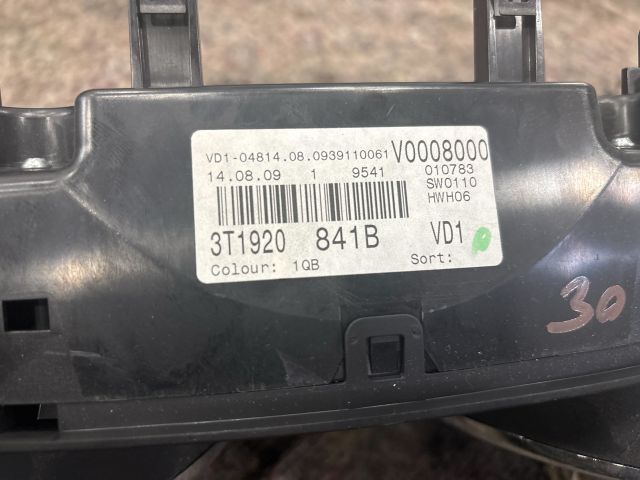 VD1-04814.08.0939110061 V0008000
14.08.09 1 9541 010783
SW0110
HWH06
3T1920 841B VD1
Colour: 1QB Sort:
30